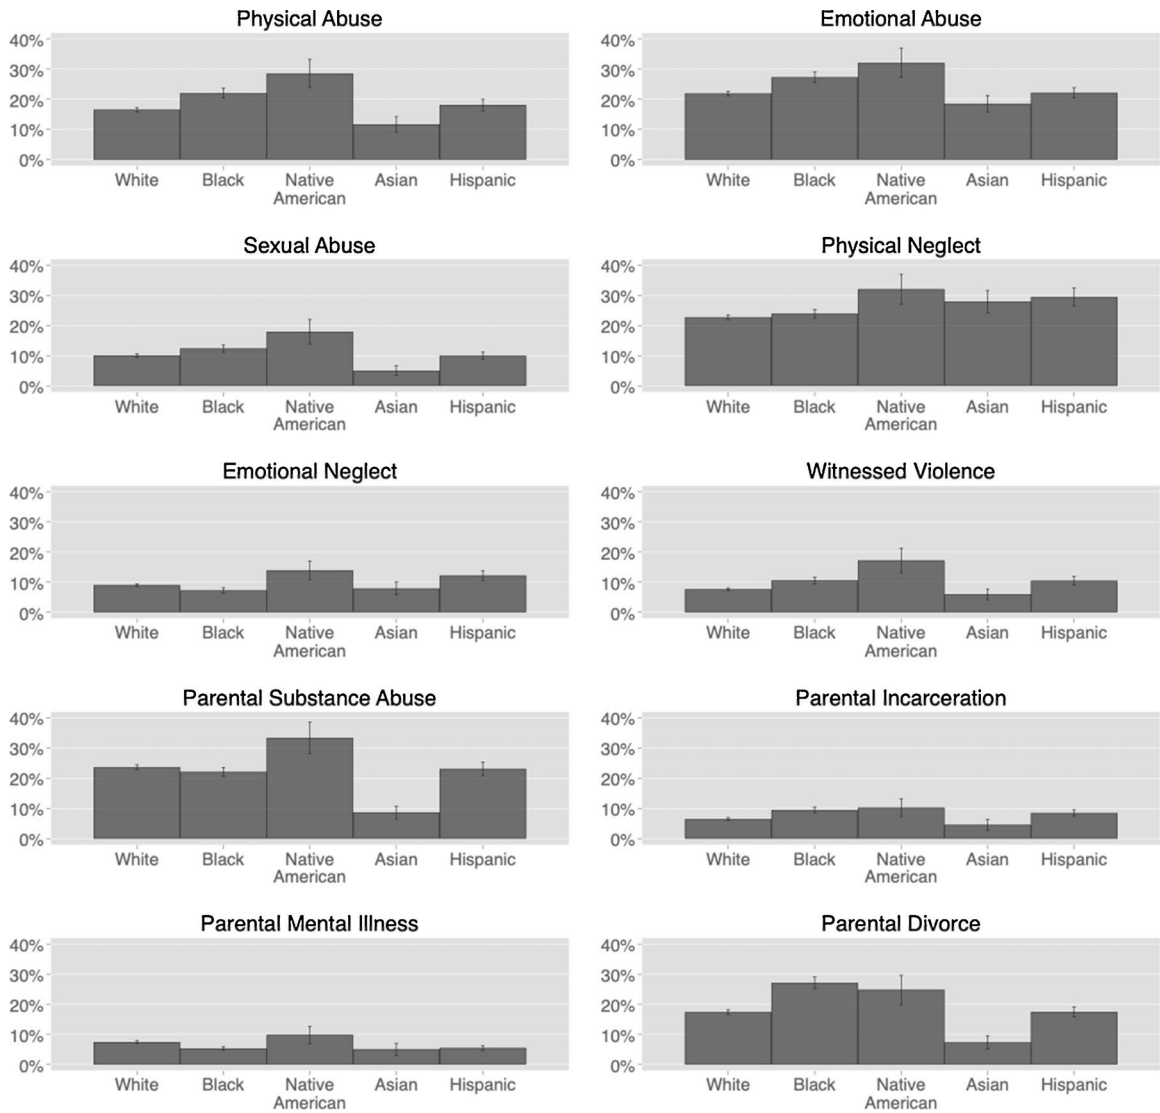 Physical Abuse
40%
30%
20%
10%
0%
White Black Native Asian Hispanic
American
Emotional Abuse
40%
30%
20%
10%
0%
White Black Native Asian Hispanic
American
Sexual Abuse
40%
30%
20%
10%
0%
White Black Native Asian Hispanic
American
Physical Neglect
40%
30%
20%
10%
0%
White Black Native Asian Hispanic
American
Emotional Neglect
40%
30%
20%
10%
0%
White Black Native Asian Hispanic
American
Witnessed Violence
40%
30%
20%
10%
0%
White Black Native Asian Hispanic
American
Parental Substance Abuse
40%
30%
20%
10%
0%
White Black Native Asian Hispanic
American
Parental Incarceration
40%
30%
20%
10%
0%
White Black Native Asian Hispanic
American
Parental Mental Illness
40%
30%
20%
10%
0%
White Black Native Asian Hispanic
American
Parental Divorce
40%
30%
20%
10%
0%
White Black Native Asian Hispanic
American